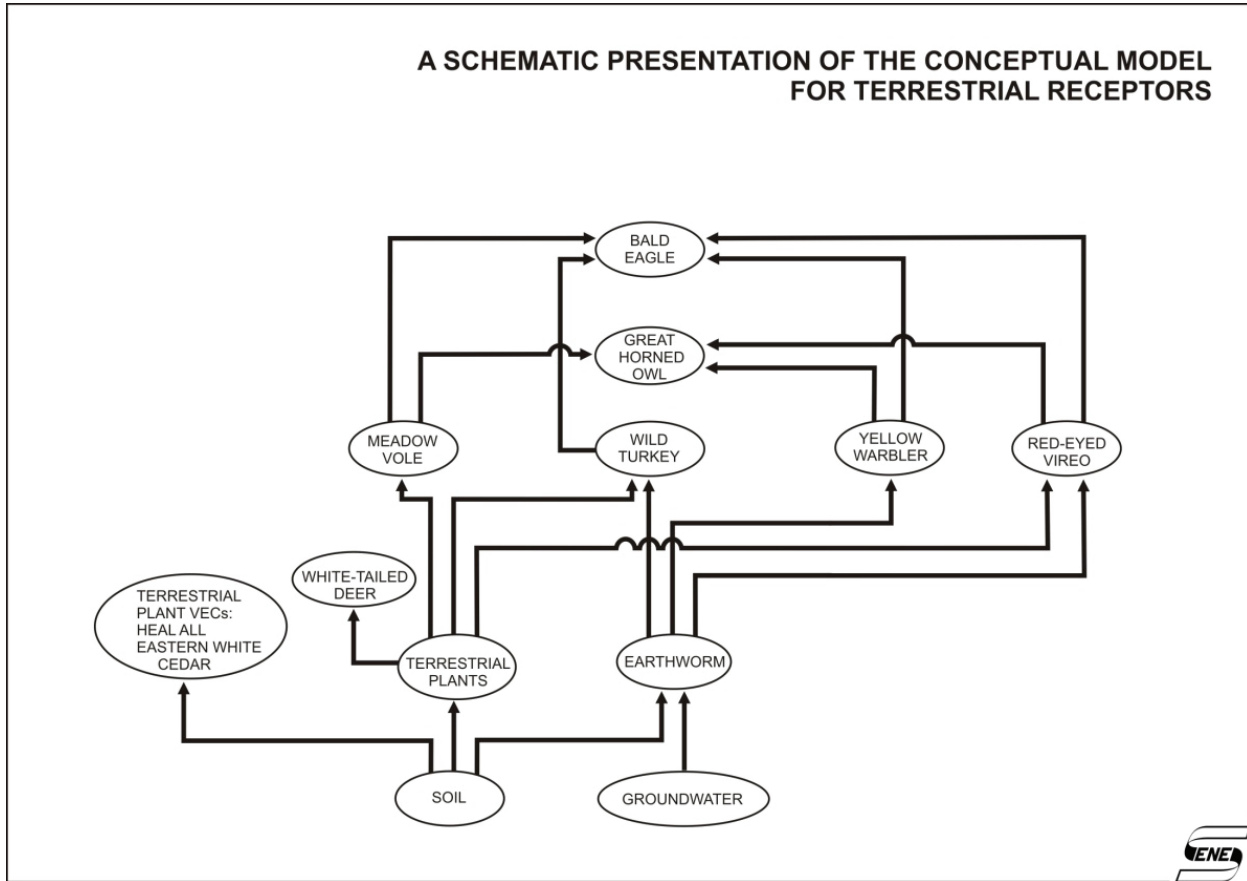 A SCHEMATIC PRESENTATION OF THE CONCEPTUAL MODEL
FOR TERRESTRIAL RECEPTORS
BALD
EAGLE
GREAT
HORNED
OWL
MEADOW
VOLE
WILD
TURKEY
YELLOW
WARBLER
RED-EYED
VIREO
WHITE-TAILED
DEER
TERRESTRIAL
PLANT VECs:
HEAL ALL
EASTERN WHITE
CEDAR
TERRESTRIAL
PLANTS
EARTHWORM
SOIL
GROUNDWATER
SENES